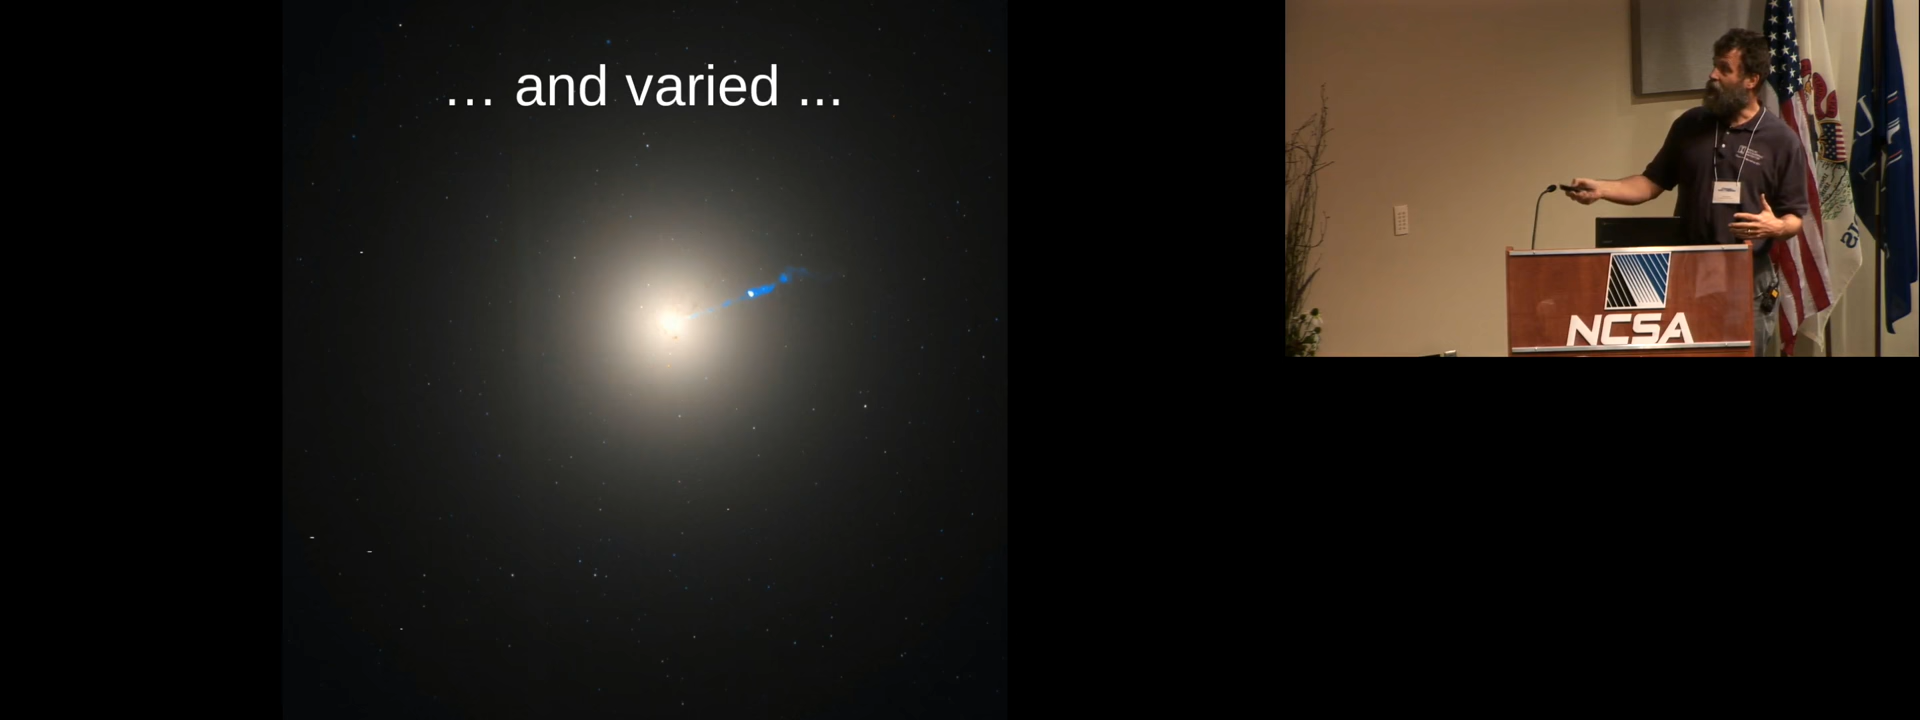 … and varied ...
NCSA